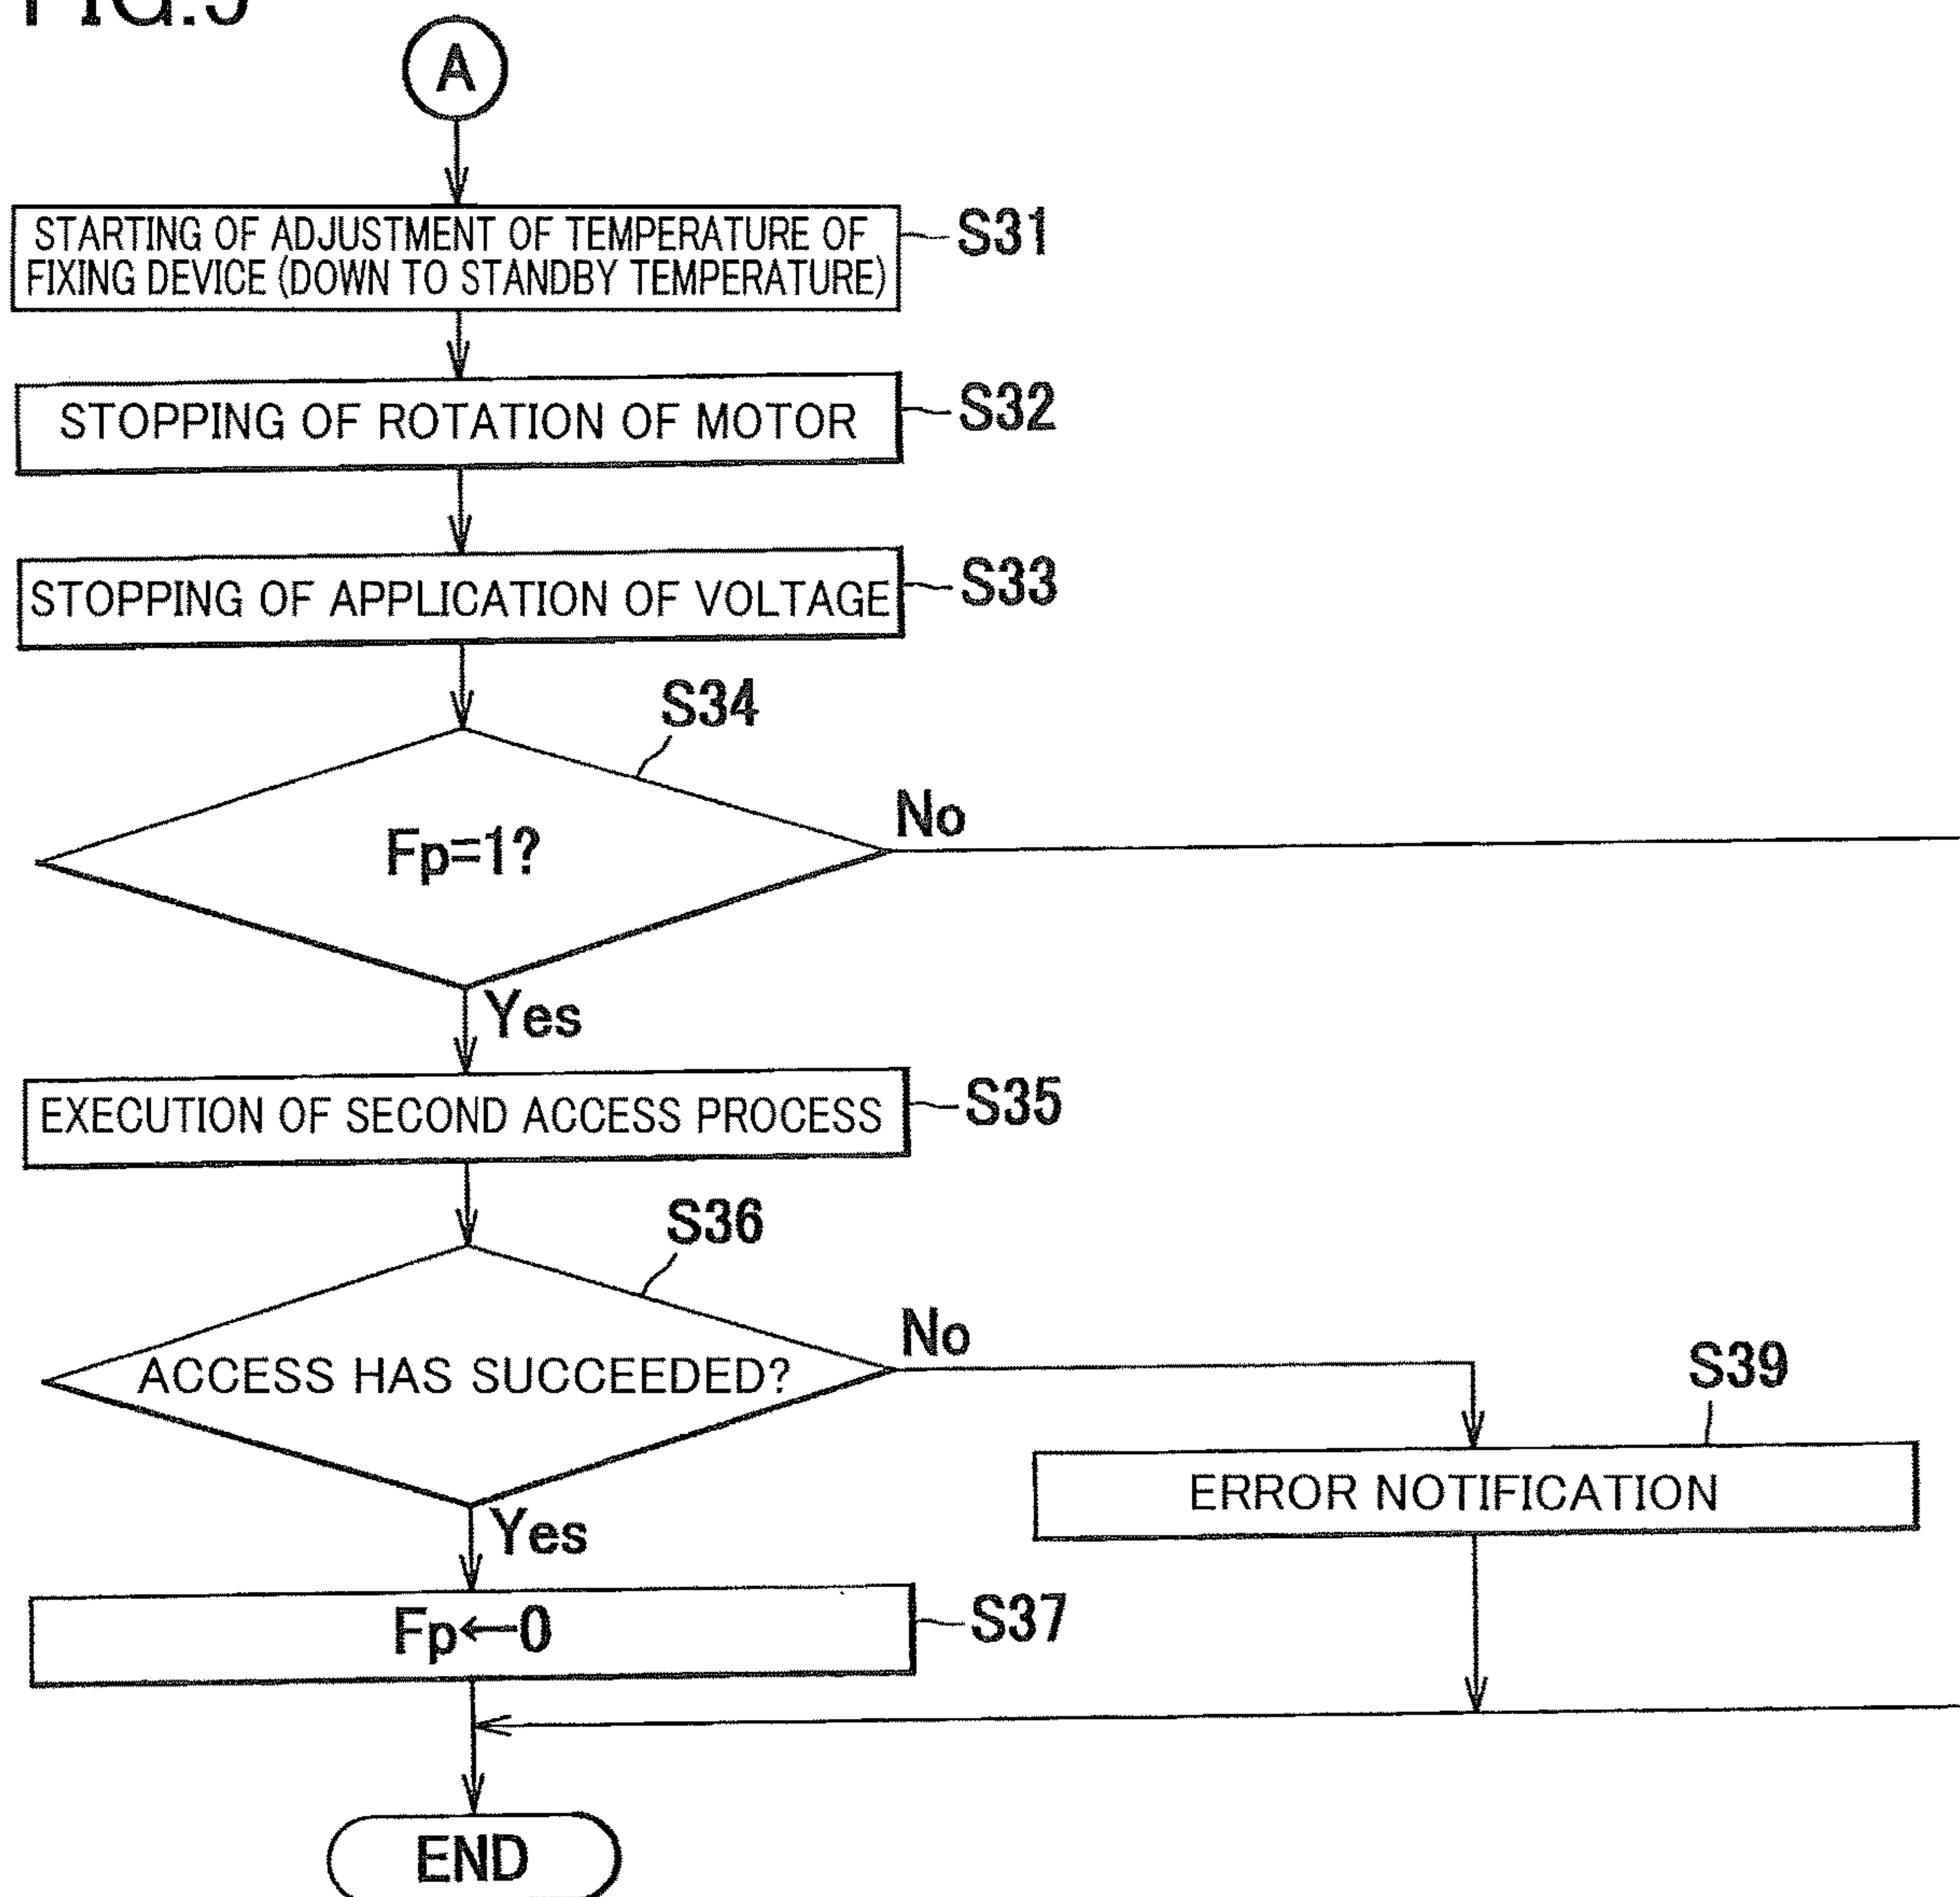 A
STARTING OF ADJUSTMENT OF TEMPERATURE OF
FIXING DEVICE (DOWN TO STANDBY TEMPERATURE)
S31
STOPPING OF ROTATION OF MOTOR
S32
STOPPING OF APPLICATION OF VOLTAGE
S33
S34
Fp=1?
No
Yes
EXECUTION OF SECOND ACCESS PROCESS
S35
S36
ACCESS HAS SUCCEEDED?
No
S39
ERROR NOTIFICATION
Yes
Fp←0
S37
END